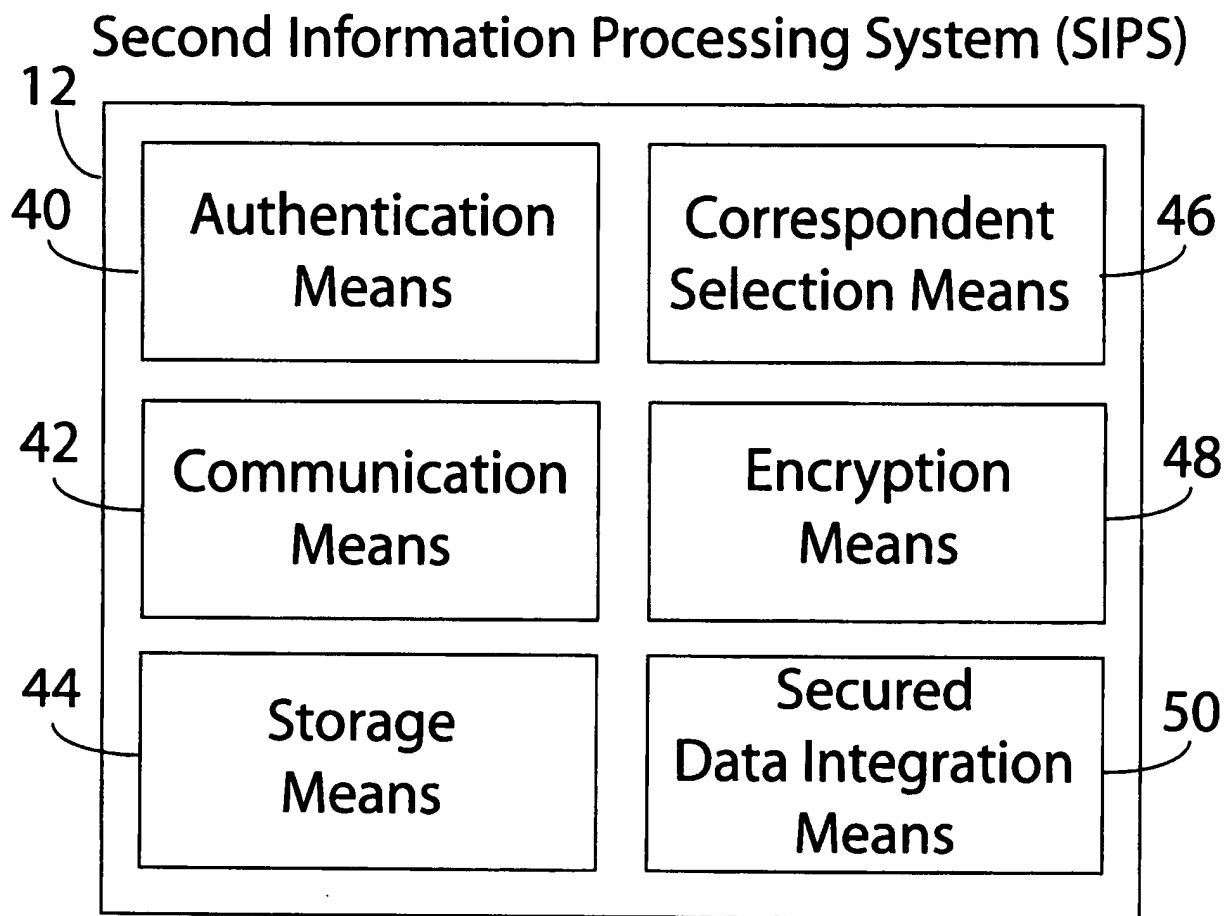 Second Information Processing System (SIPS)
12
40
Authentication
Means
Correspondent
Selection Means
46
42
Communication
Means
Encryption
Means
48
44
Storage
Means
Secured
Data Integration
Means
50